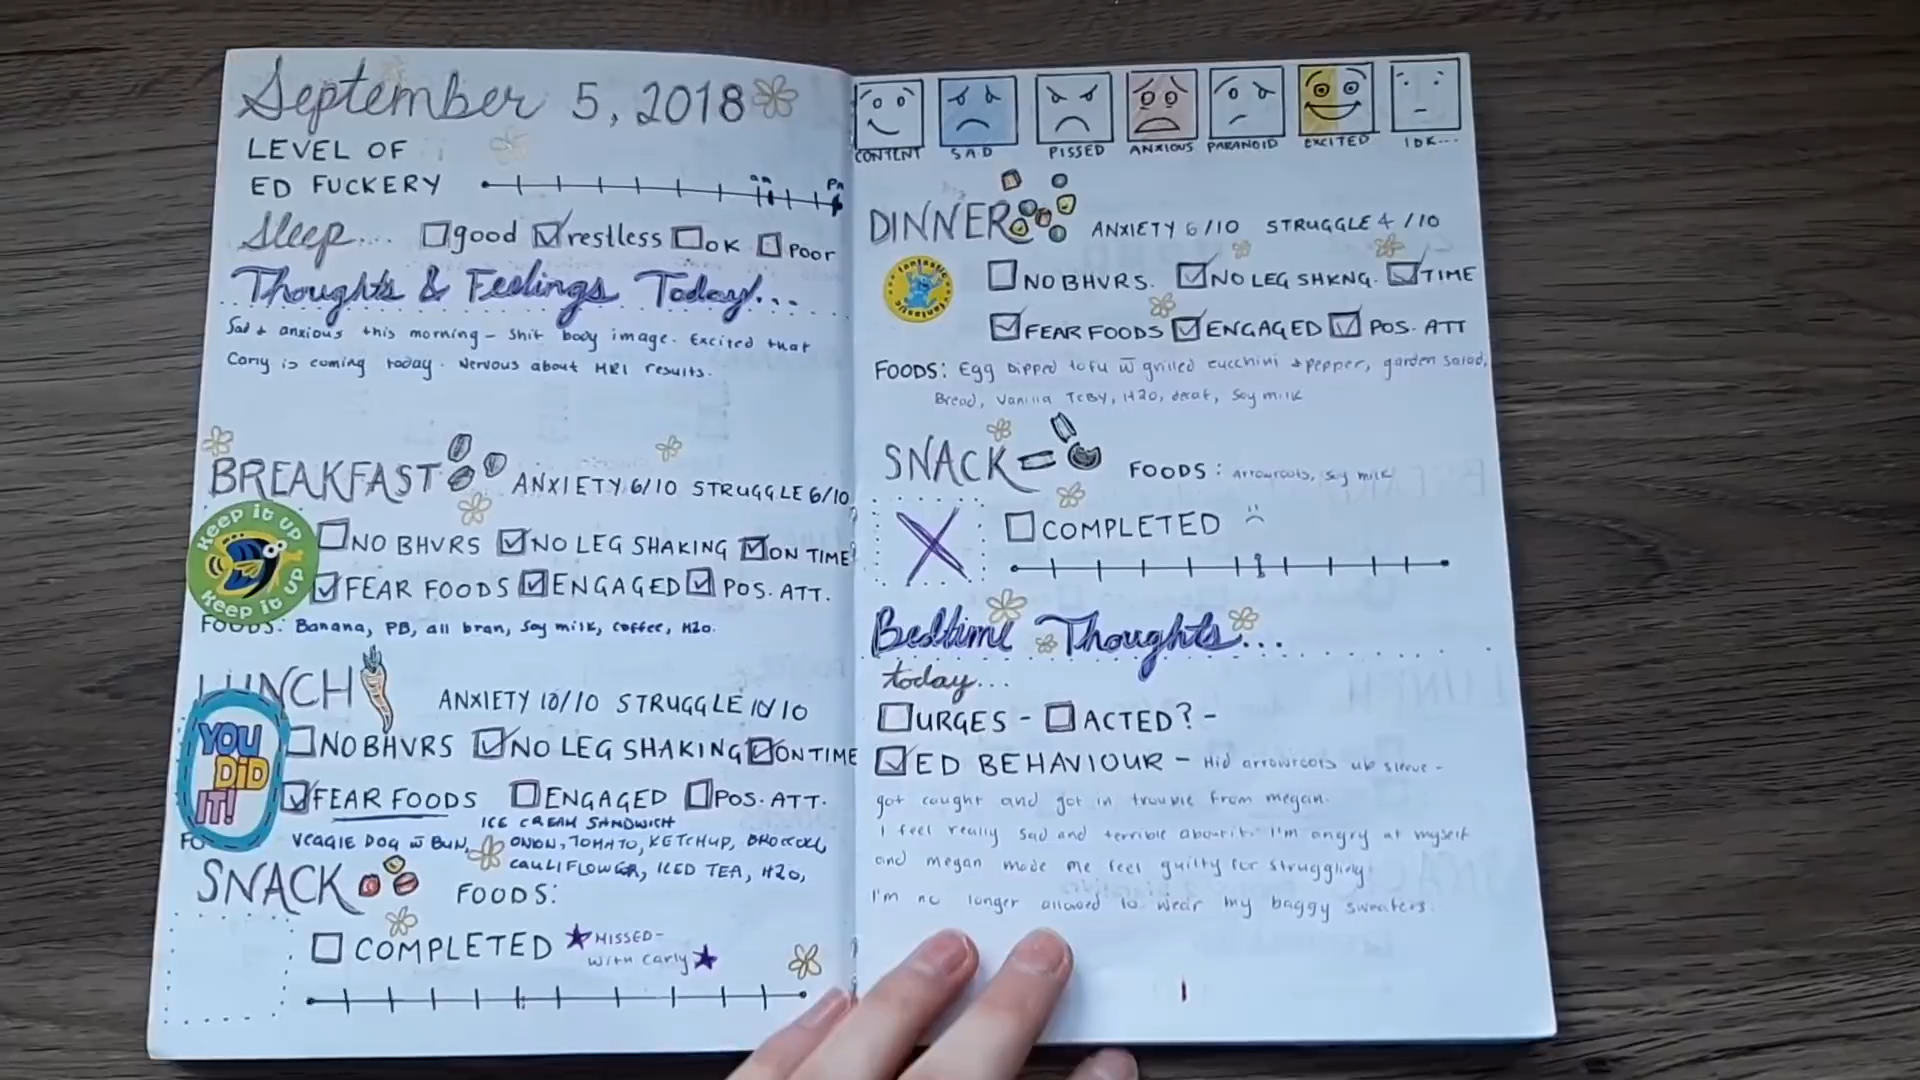 September 5, 2018
LEVEL OF
ED FUCKERY
am
PM
Sleep... good restless OK POOR
Thoughts & Feelings Today...
Sad + anxious this morning - shit body image. Excited that
Carly is coming today. Nervous about MRI results.
BREAKFAST ANXIETY 6/10 STRUGGLE 6/10
Keep it up
Keep it up
NO BHVRS NO LEG SHAKING ON TIME
FEAR FOODS ENGAGED POS. ATT.
FOODS: Banana, PB, all bran, Soy milk, coffee, H2O.
LUNCH ANXIETY 10/10 STRUGGLE 10/10
YOU DiD IT!
NO BHVRS NO LEG SHAKING ON TIME
FEAR FOODS ENGAGED POS. ATT.
ICE CREAM SANDWICH
FO VEGGIE DOG w̅ BUN, ONION, TOMATO, KETCHUP, BROCCOLI,
CAULIFLOWER, ICED TEA, H2O,
SNACK FOODS:
COMPLETED MISSED-
with carly
CONTENT SAD PISSED ANXIOUS PARANOID EXCITED IDK...
DINNER ANXIETY 6/10 STRUGGLE 4/10
fantastic fantastic
NO BHVRS. NO LEG SHKNG. TIME
FEAR FOODS ENGAGED POS. ATT
FOODS: Egg Dipped tofu w̅ grilled zucchini + pepper, garden salad,
Bread, Vanilla TCBY, H2O, decaf, Soy milk
SNACK FOODS: arrowroots, soy milk
COMPLETED
Bedtime Thoughts...
today...
URGES - ACTED? -
ED BEHAVIOUR - Hid arrowroots up sleeve -
got caught and got in trouble from megan.
I feel really sad and terrible about it. I'm angry at myself
and megan made me feel guilty for struggling
I'm no longer allowed to wear my baggy sweaters.